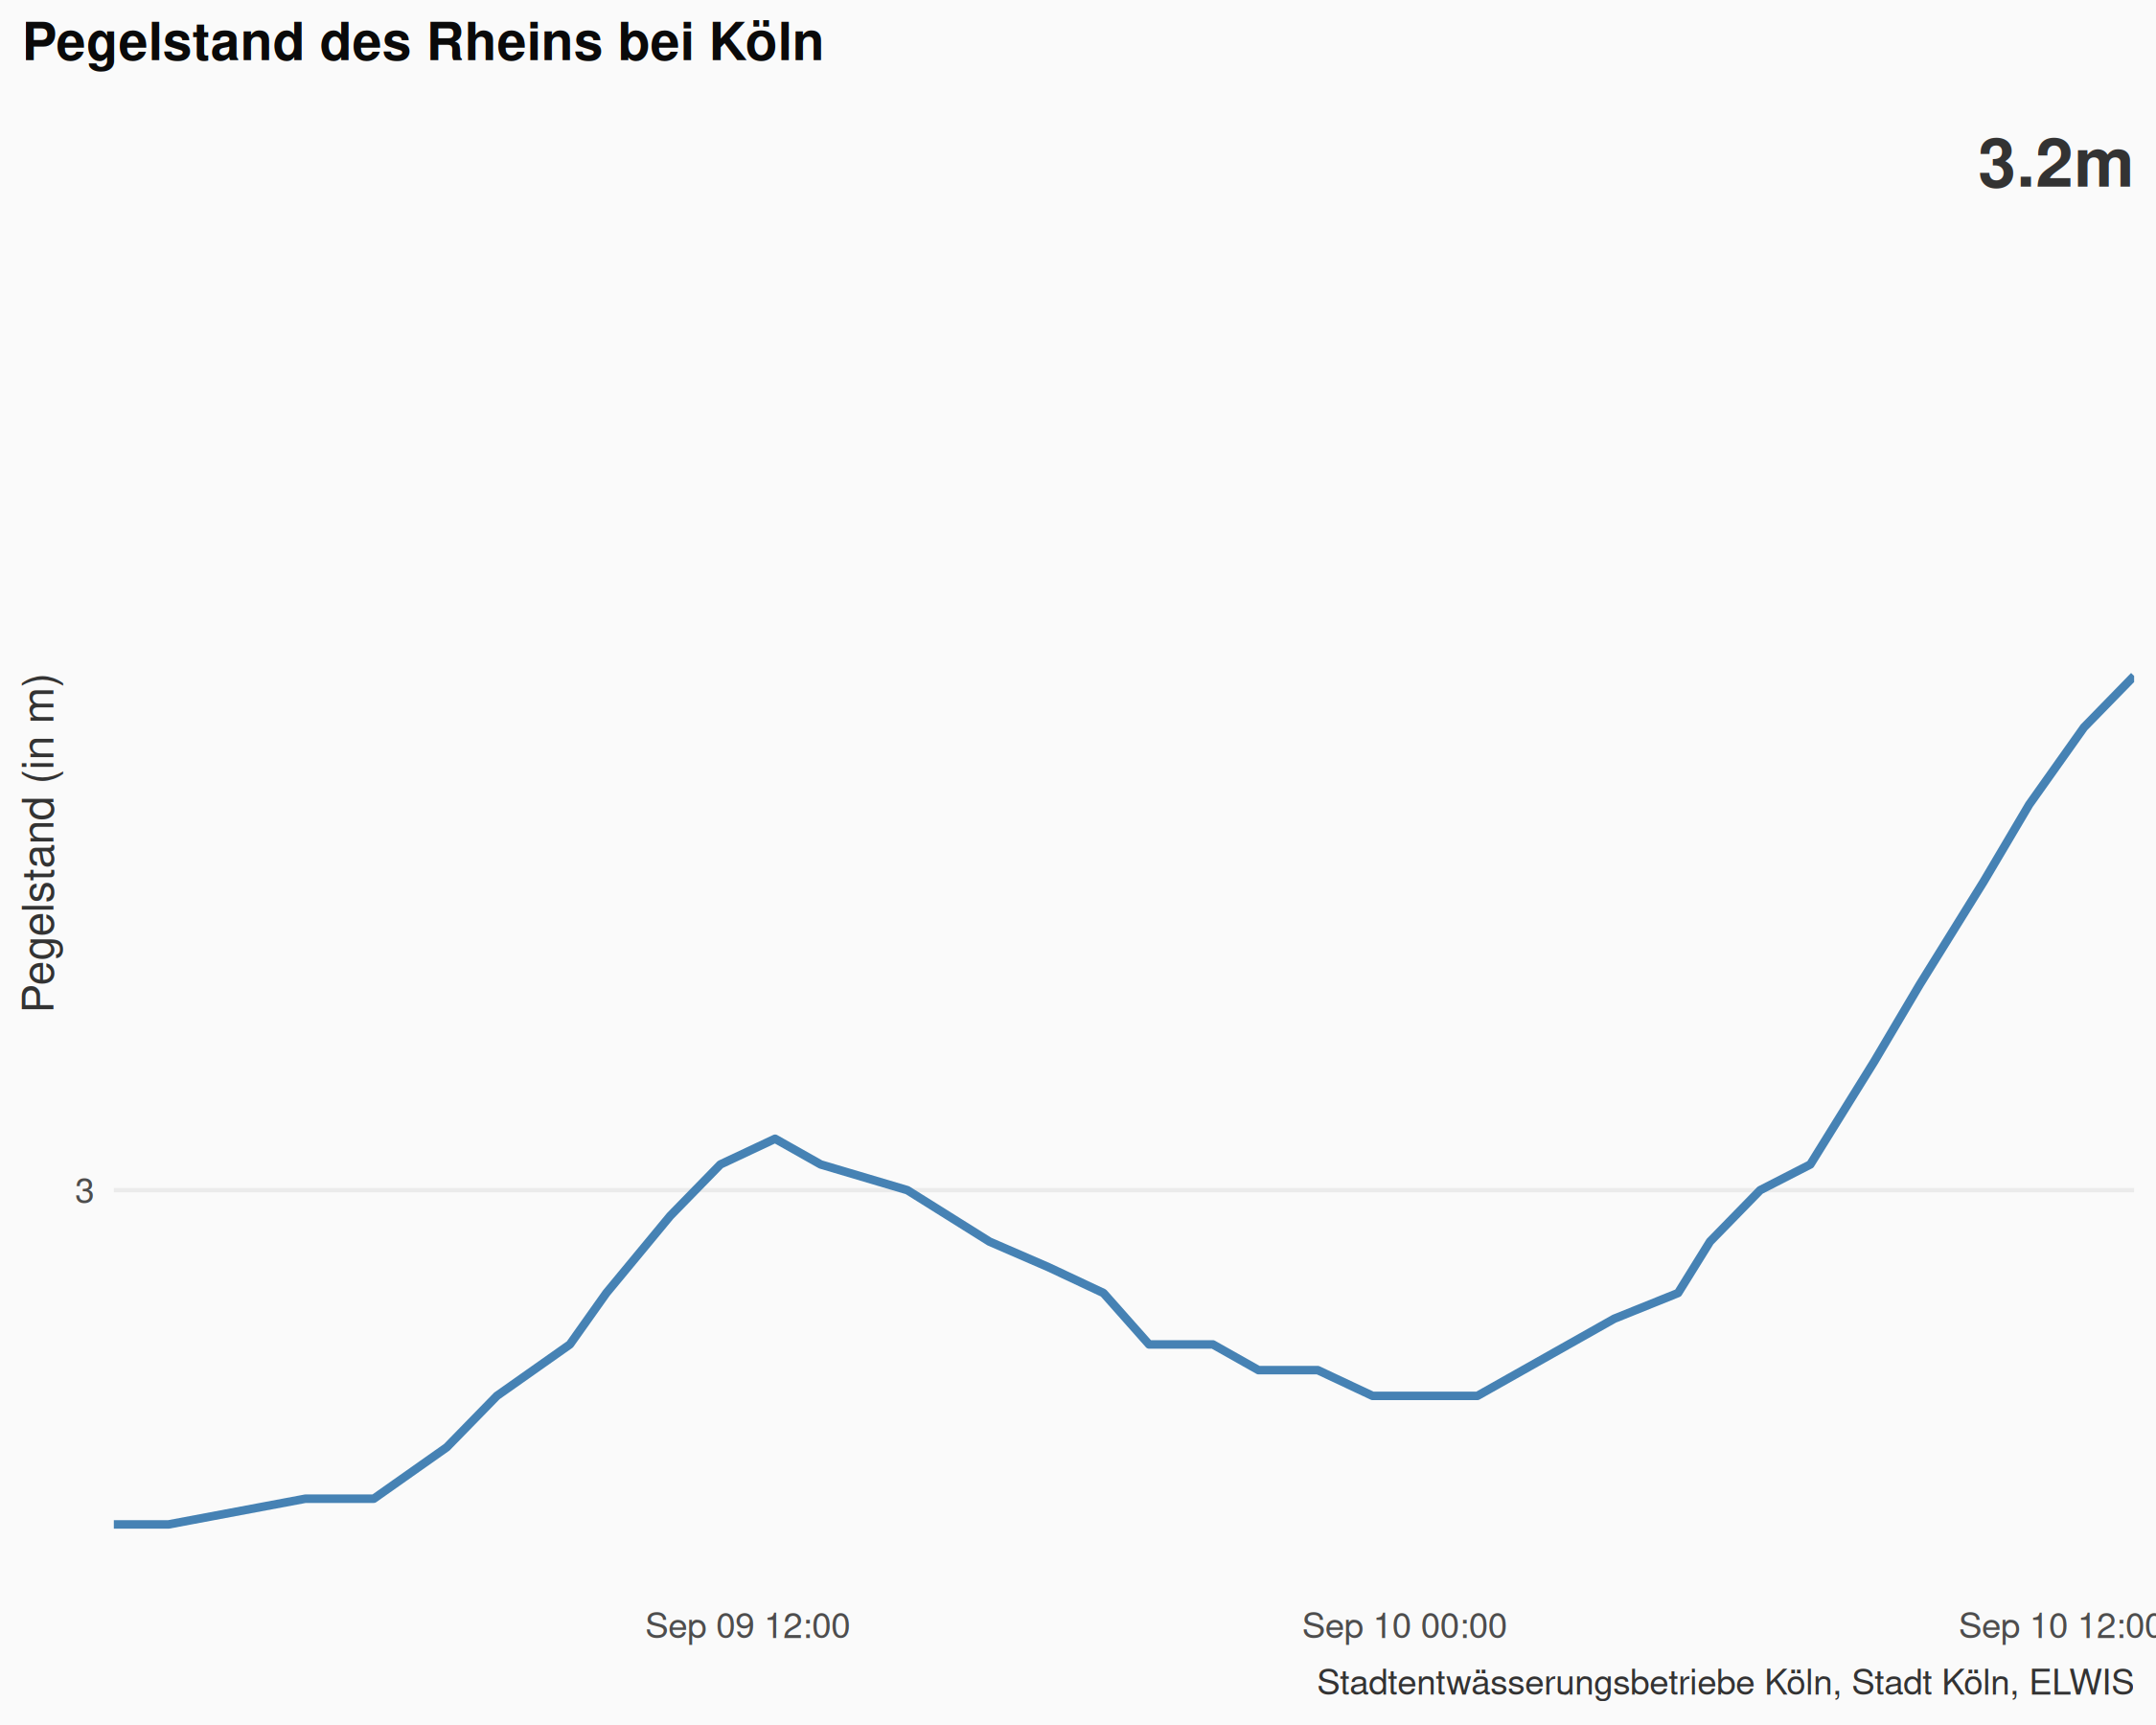 Pegelstand des Rheins bei Köln
3.2m
Pegelstand (in m)
3
Sep 09 12:00
Sep 10 00:00
Sep 10 12:00
Stadtentwässerungsbetriebe Köln, Stadt Köln, ELWIS